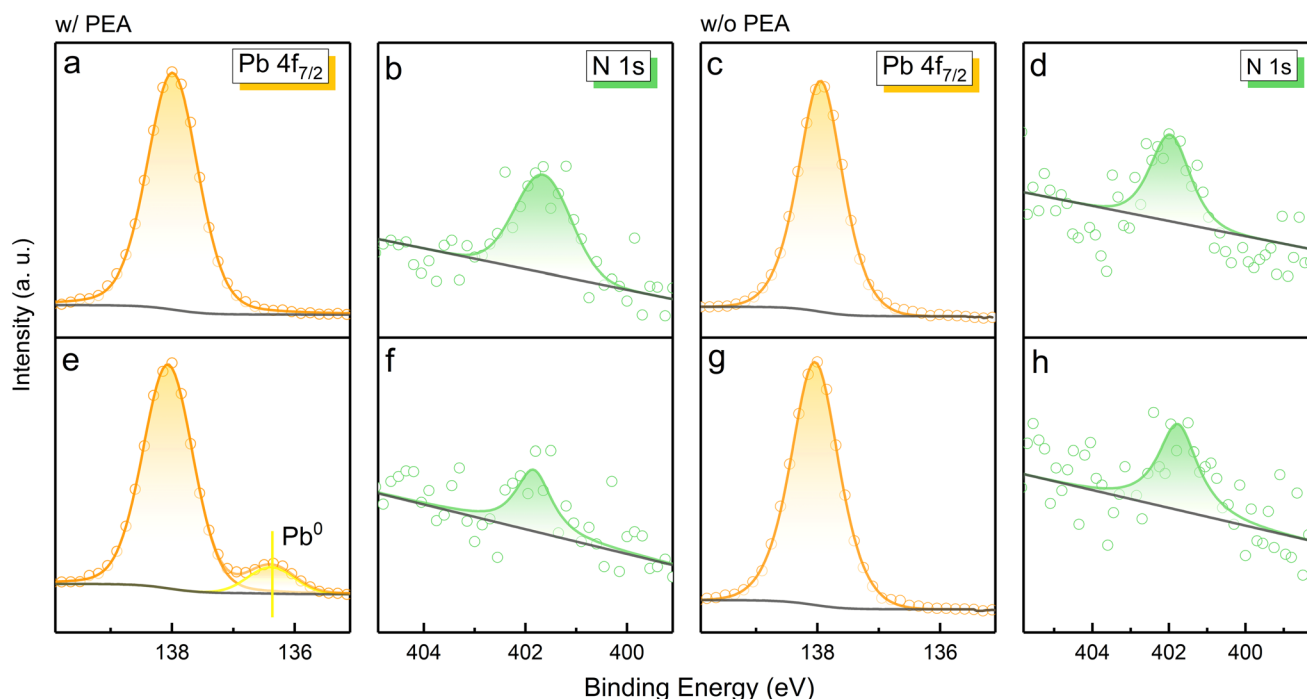 w/ PEA
w/o PEA
a
Pb 4f7/2
b
N 1s
c
Pb 4f7/2
d
N 1s
e
Pb0
f
g
h
Intensity (a. u.)
138
136
404
402
400
138
136
404
402
400
Binding Energy (eV)